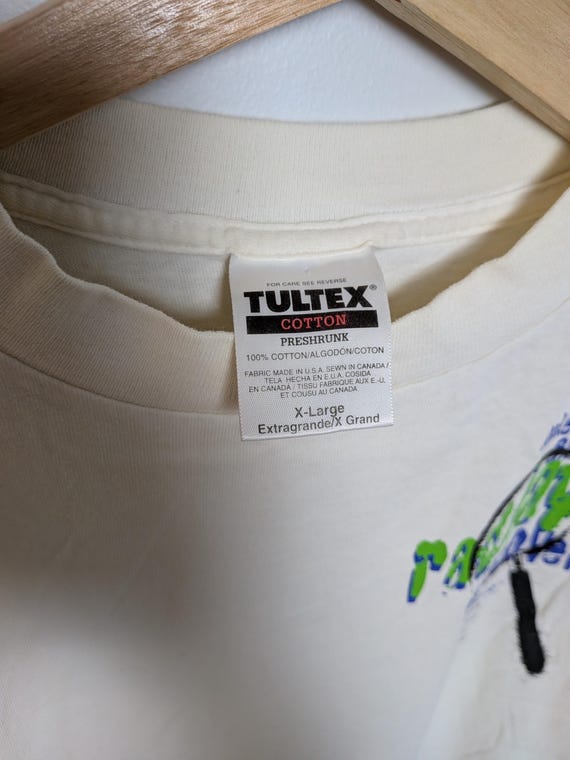 FOR CARE SEE REVERSE
TULTEX®
COTTON
PRESHRUNK
100% COTTON/ALGODÓN/COTON
FABRIC MADE IN U.S.A. SEWN IN CANADA/
TELA HECHA EN E.U.A. COSIDA
EN CANADA / TISSU FABRIQUE AUX E.-U.
ET COUSU AU CANADA
X-Large
Extragrande/X Grand